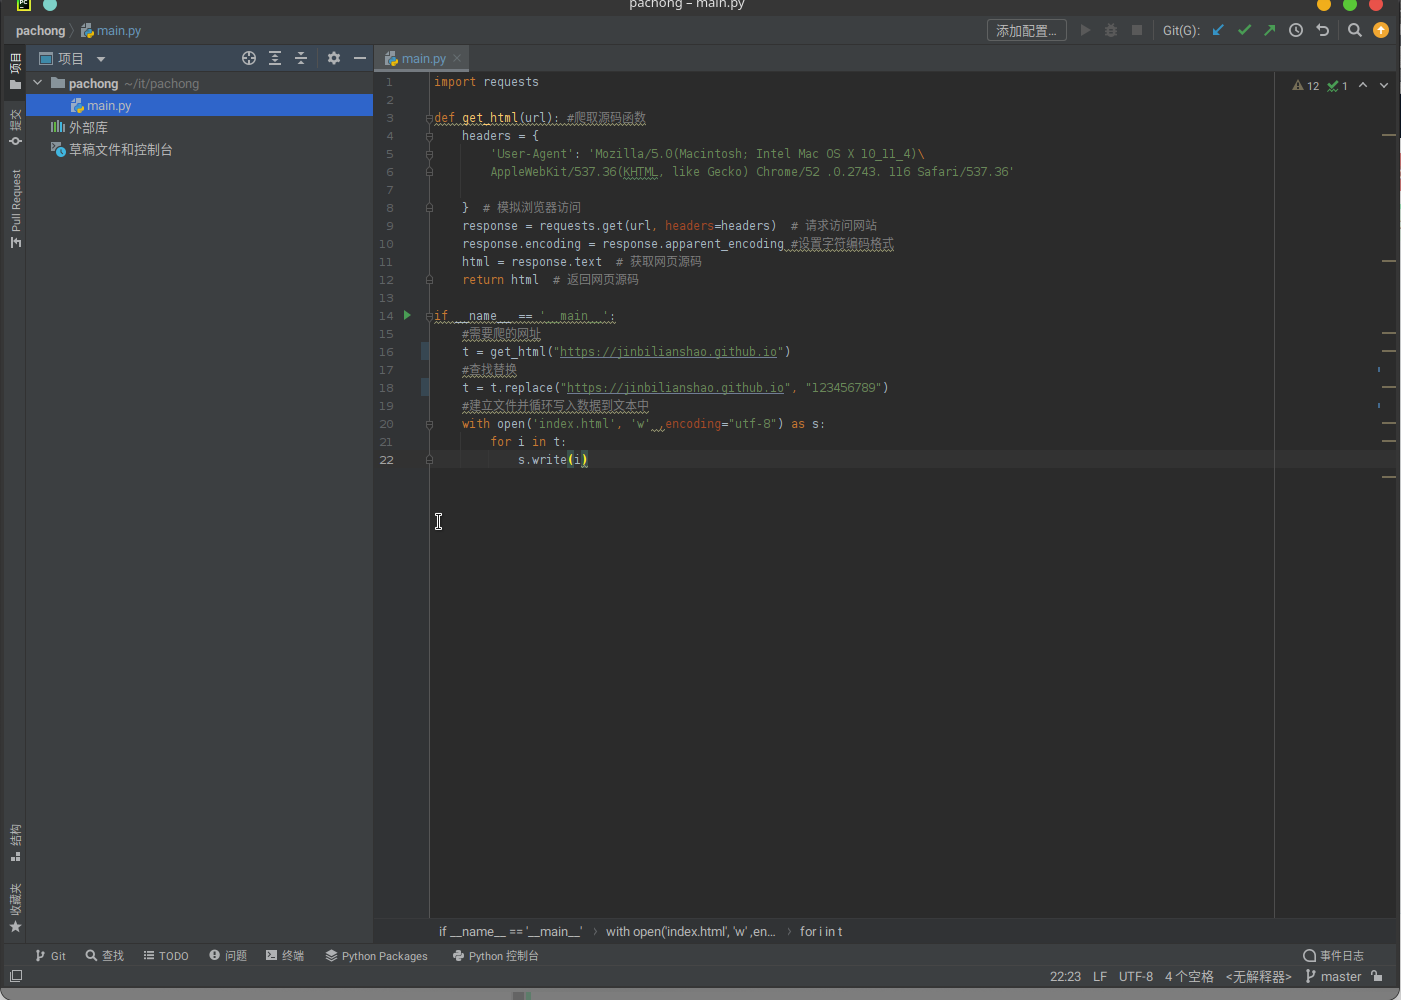 PC
pachong – main.py
pachong
main.py
添加配置...
Git(G):
项目
项目
main.py
pachong ~/it/pachong
main.py
外部库
草稿文件和控制台
提交
Pull Request
结构
收藏夹
12 1
1 import requests
2
3 def get_html(url): #爬取源码函数
4 headers = {
5 'User-Agent': 'Mozilla/5.0(Macintosh; Intel Mac OS X 10_11_4)\
6 AppleWebKit/537.36(KHTML, like Gecko) Chrome/52 .0.2743. 116 Safari/537.36'
7
8 } # 模拟浏览器访问
9 response = requests.get(url, headers=headers) # 请求访问网站
10 response.encoding = response.apparent_encoding #设置字符编码格式
11 html = response.text # 获取网页源码
12 return html # 返回网页源码
13
14 if __name__ == '__main__':
15 #需要爬的网址
16 t = get_html("https://jinbilianshao.github.io")
17 #查找替换
18 t = t.replace("https://jinbilianshao.github.io", "123456789")
19 #建立文件并循环写入数据到文本中
20 with open('index.html', 'w' ,encoding="utf-8") as s:
21 for i in t:
22 s.write(i)
if __name__ == '__main__' › with open('index.html', 'w' ,en... › for i in t
Git 查找 TODO 问题 终端 Python Packages Python 控制台 事件日志
22:23 LF UTF-8 4 个空格 <无解释器> master